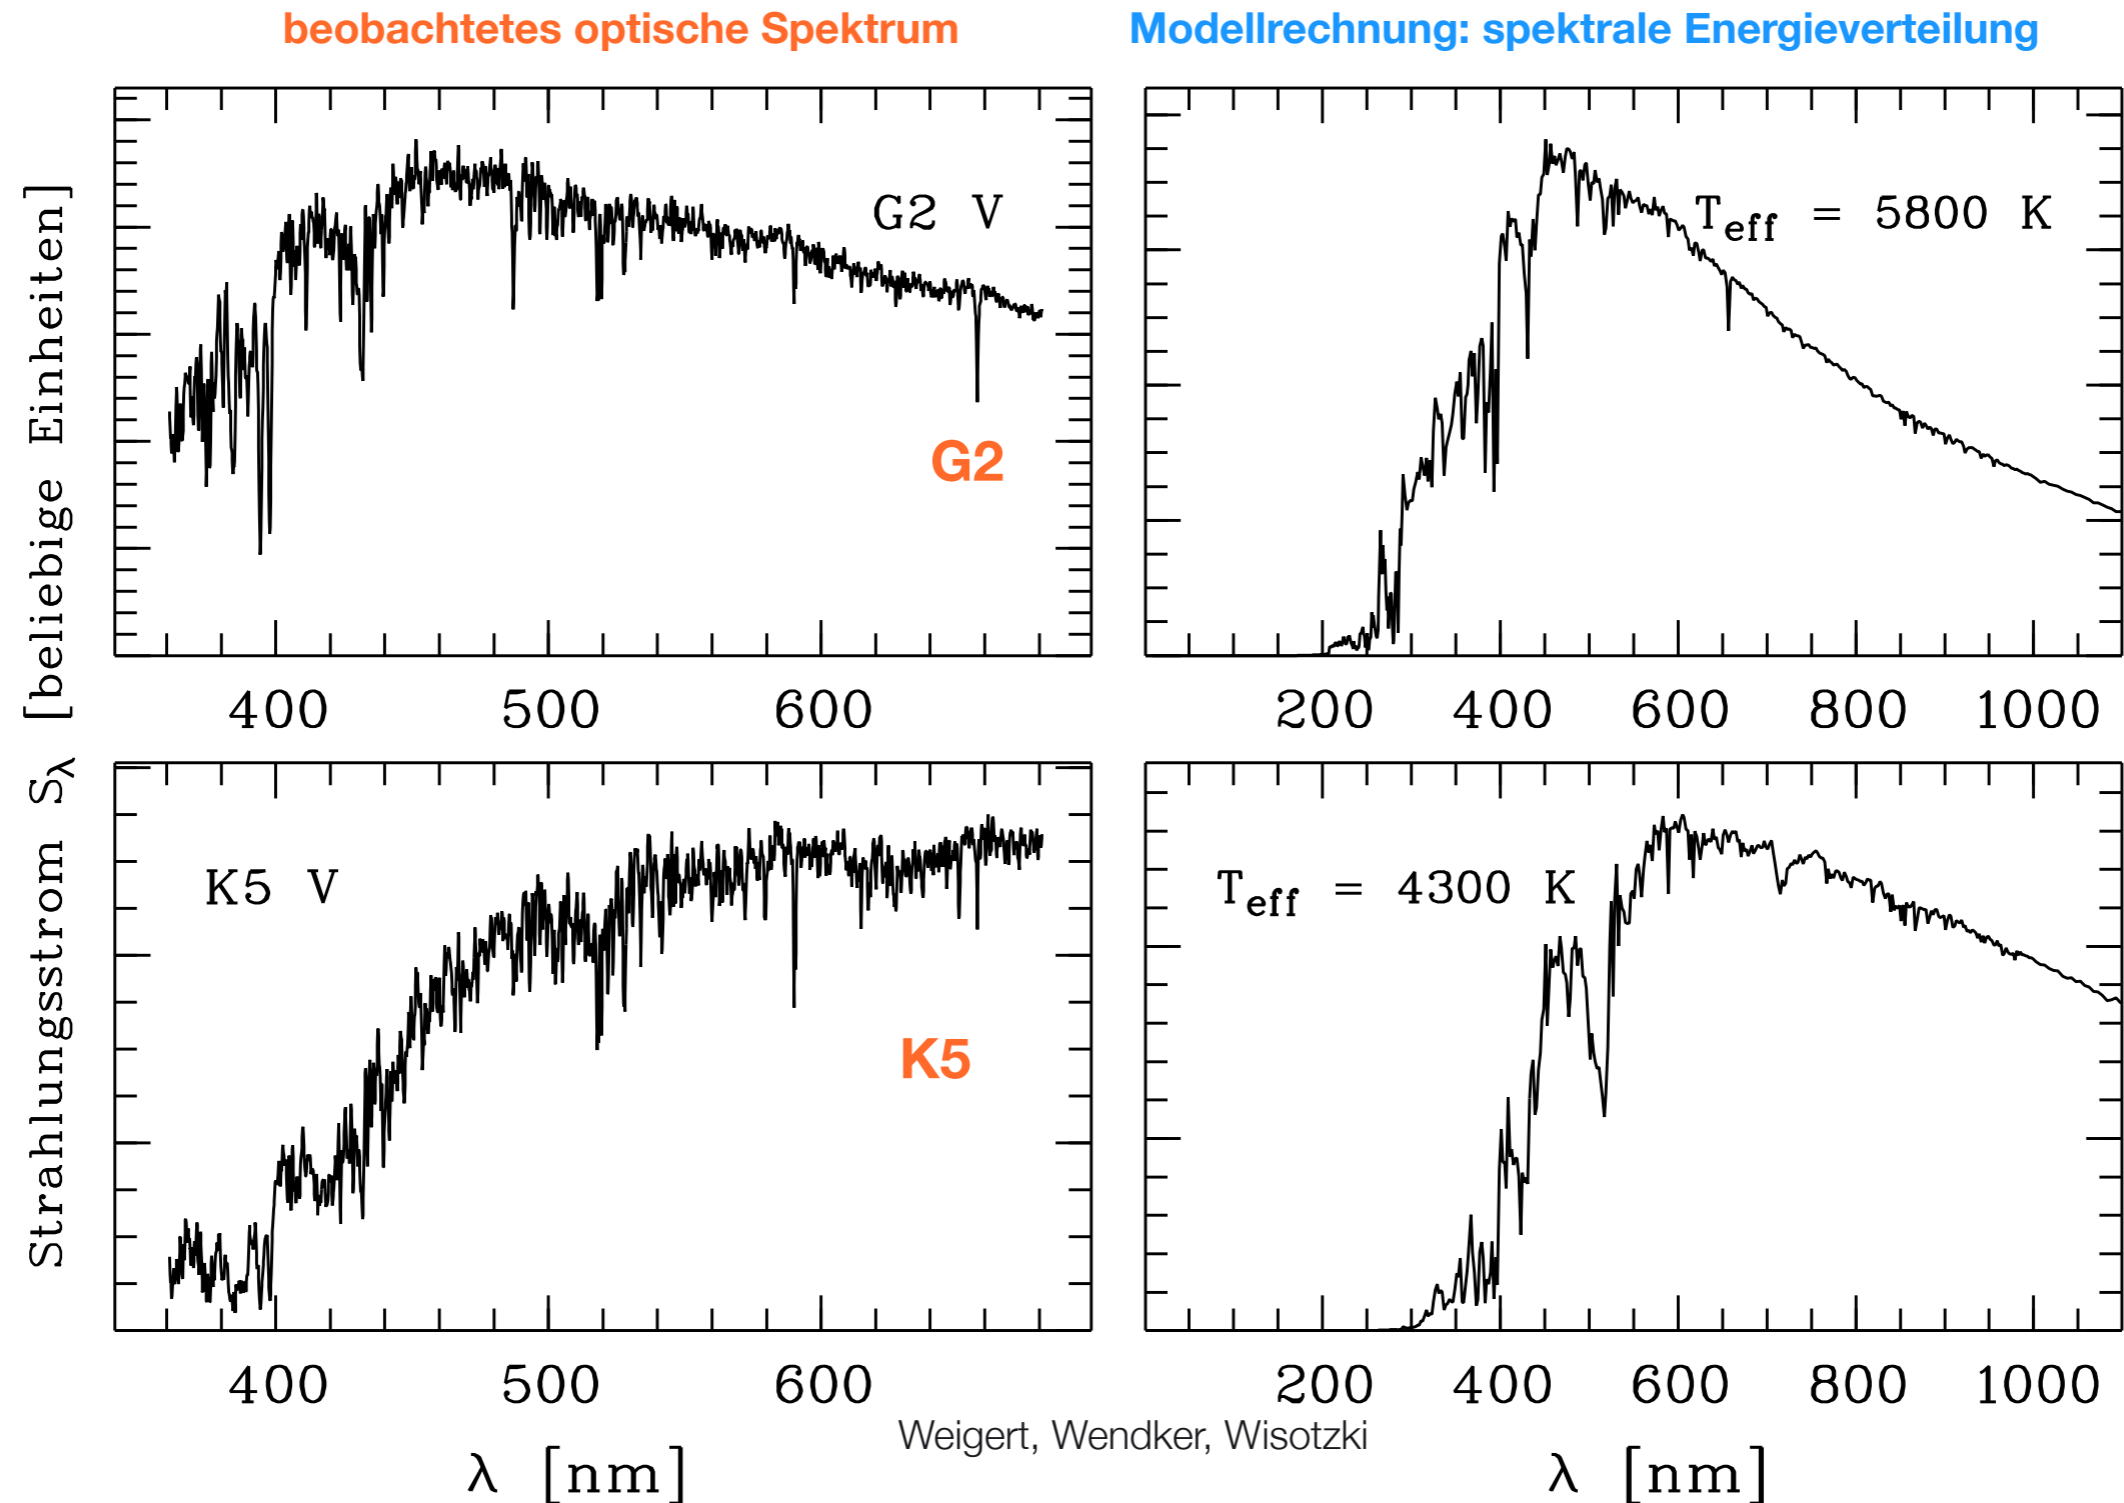 beobachtetes optische Spektrum
Modellrechnung: spektrale Energieverteilung
Strahlungsstrom Sλ [beliebige Einheiten]
G2 V
G2
400 500 600
Teff = 5800 K
200 400 600 800 1000
K5 V
K5
400 500 600
λ [nm]
Teff = 4300 K
200 400 600 800 1000
λ [nm]
Weigert, Wendker, Wisotzki